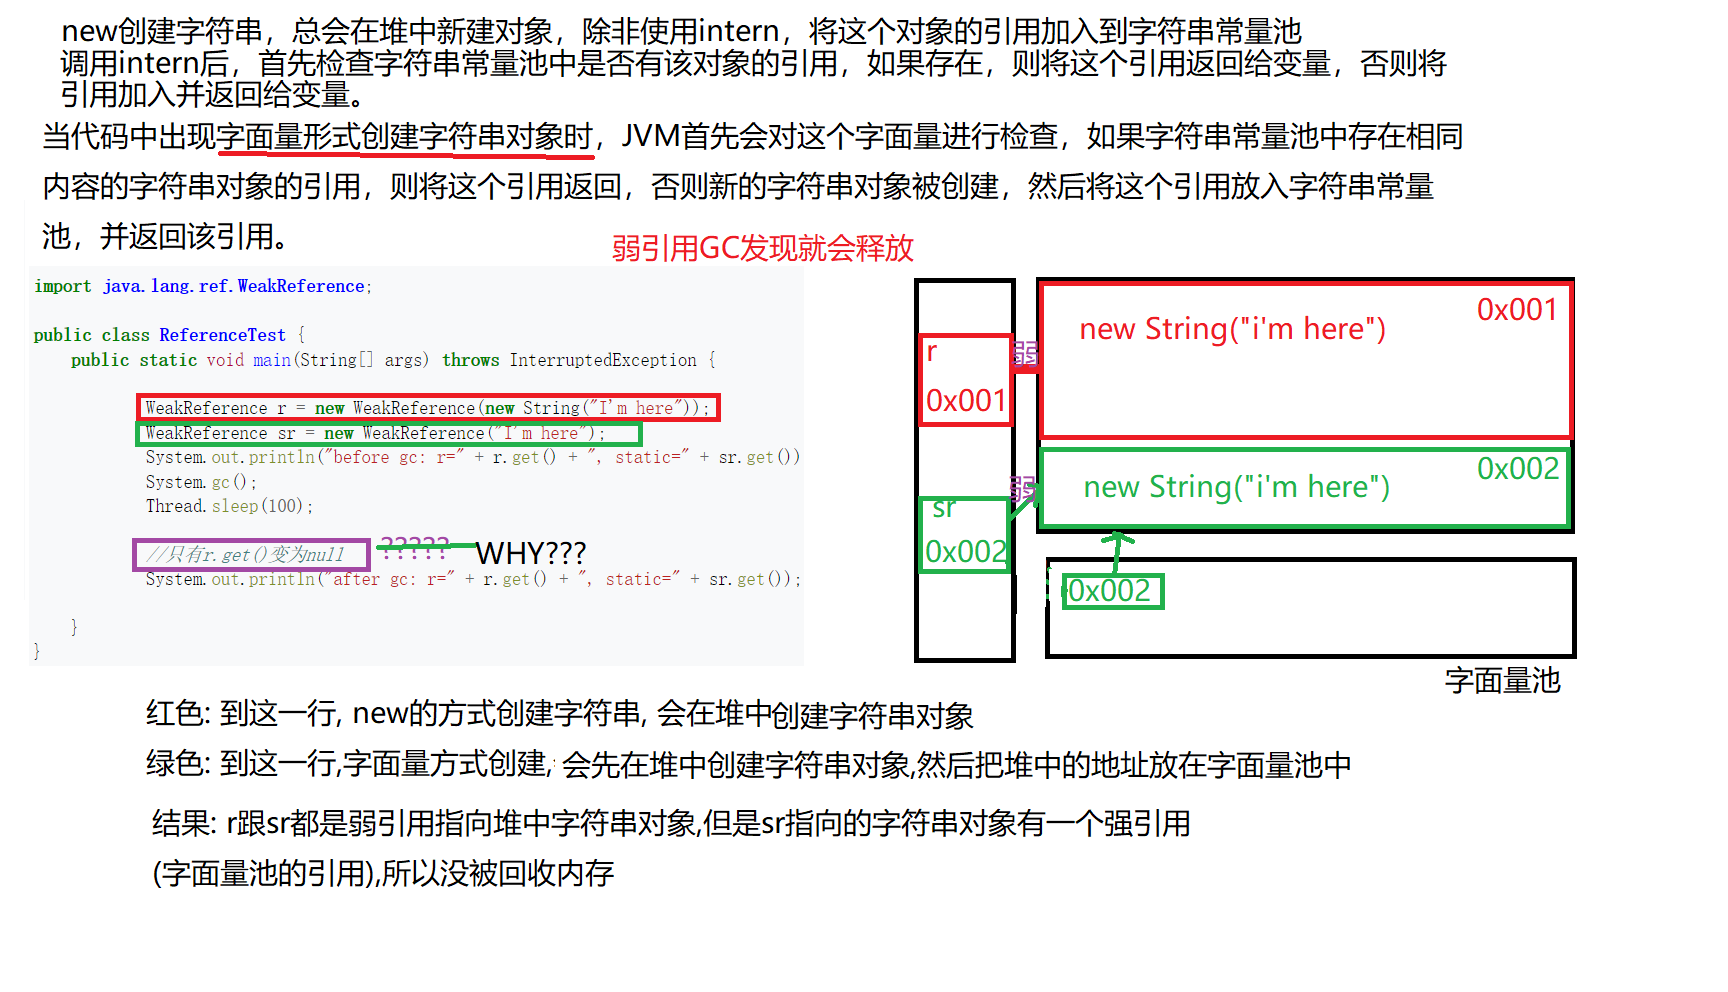 new创建字符串，总会在堆中新建对象，除非使用intern，将这个对象的引用加入到字符串常量池
调用intern后，首先检查字符串常量池中是否有该对象的引用，如果存在，则将这个引用返回给变量，否则将
引用加入并返回给变量。
当代码中出现字面量形式创建字符串对象时，JVM首先会对这个字面量进行检查，如果字符串常量池中存在相同
内容的字符串对象的引用，则将这个引用返回，否则新的字符串对象被创建，然后将这个引用放入字符串常量
池，并返回该引用。
弱引用GC发现就会释放
import java.lang.ref.WeakReference;
public class ReferenceTest {
public static void main(String[] args) throws InterruptedException {
WeakReference r = new WeakReference(new String("I'm here"));
WeakReference sr = new WeakReference("I'm here");
System.out.println("before gc: r=" + r.get() + ", static=" + sr.get())
System.gc();
Thread.sleep(100);
//只有r.get()变为null
????? WHY???
System.out.println("after gc: r=" + r.get() + ", static=" + sr.get());
}
}
r
0x001
弱
new String("i'm here")
0x001
sr
0x002
弱
new String("i'm here")
0x002
0x002
字面量池
红色: 到这一行, new的方式创建字符串, 会在堆中创建字符串对象
绿色: 到这一行,字面量方式创建, 会先在堆中创建字符串对象,然后把堆中的地址放在字面量池中
结果: r跟sr都是弱引用指向堆中字符串对象,但是sr指向的字符串对象有一个强引用
(字面量池的引用),所以没被回收内存